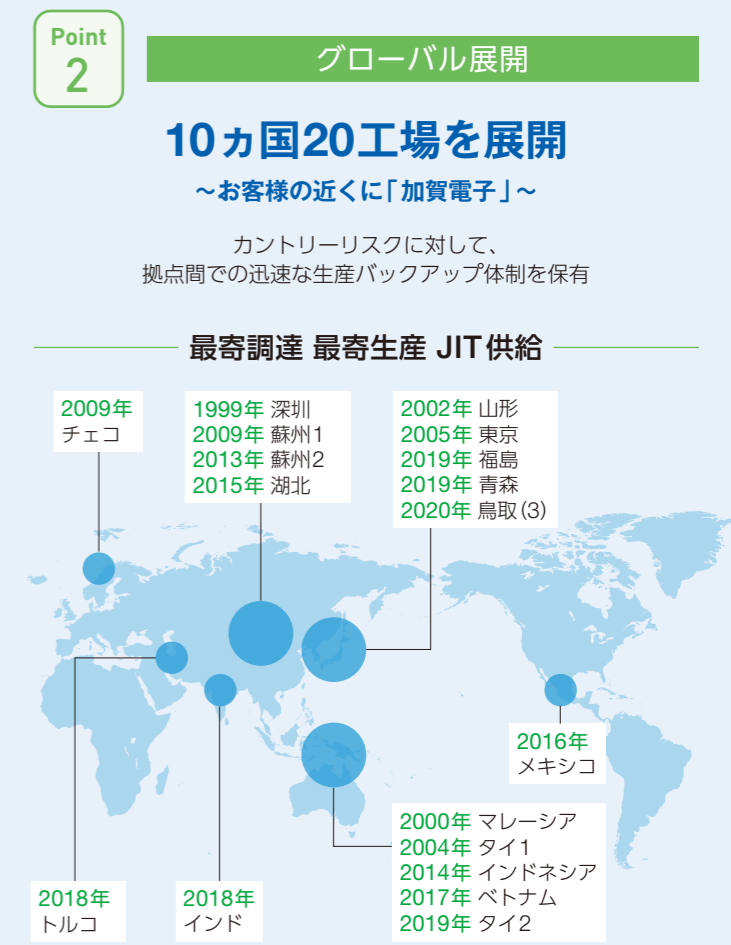 Point
2
グローバル展開
10ヵ国20工場を展開
～お客様の近くに「加賀電子」～
カントリーリスクに対して、
拠点間での迅速な生産バックアップ体制を保有
最寄調達 最寄生産 JIT供給
2009年
チェコ
1999年 深圳
2009年 蘇州1
2013年 蘇州2
2015年 湖北
2002年 山形
2005年 東京
2019年 福島
2019年 青森
2020年 鳥取(3)
2016年
メキシコ
2000年 マレーシア
2004年 タイ1
2014年 インドネシア
2017年 ベトナム
2019年 タイ2
2018年
トルコ
2018年
インド